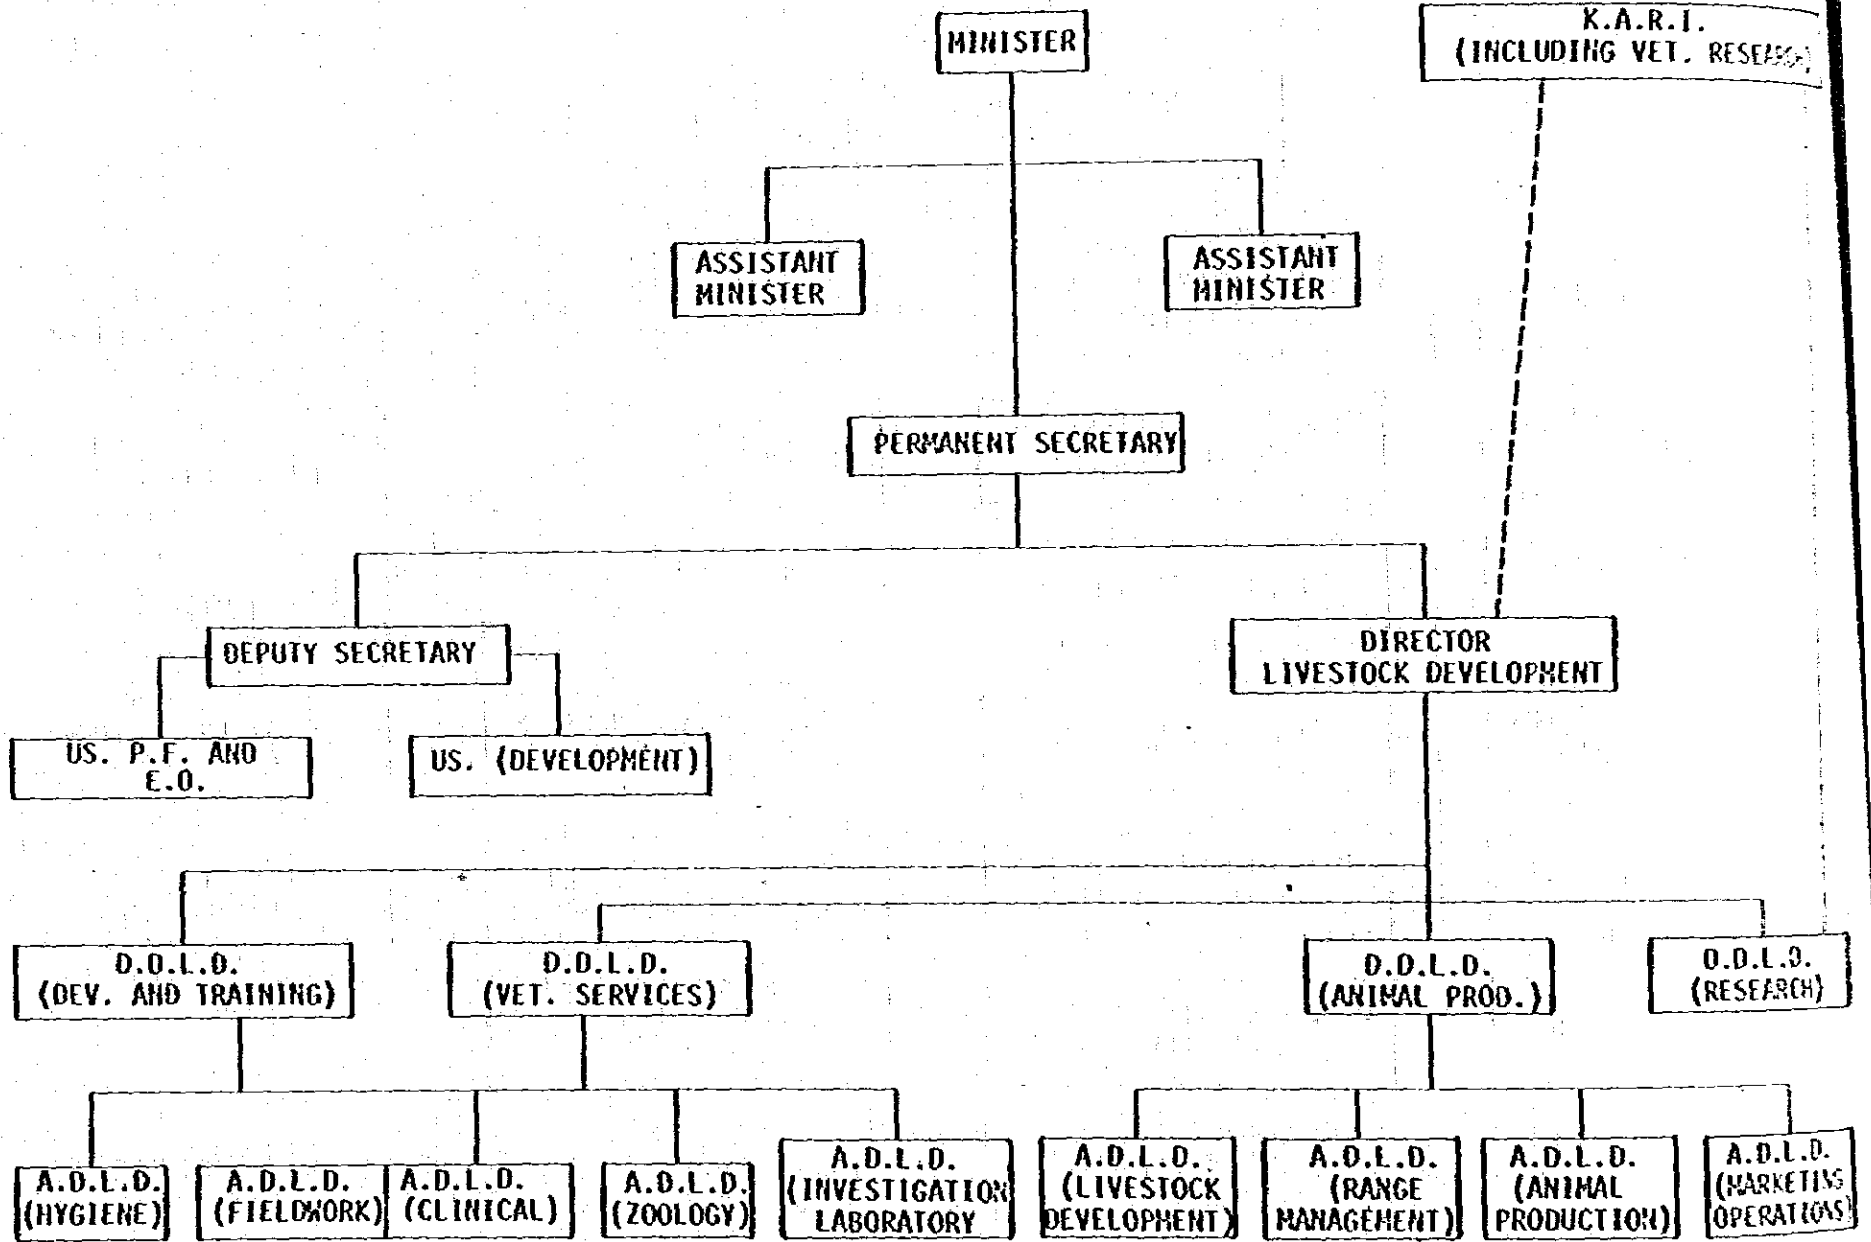 MINISTER
K.A.R.I.
(INCLUDING VET. RESEARCH)
ASSISTANT
MINISTER
ASSISTANT
MINISTER
PERMANENT SECRETARY
DEPUTY SECRETARY
DIRECTOR
LIVESTOCK DEVELOPMENT
US. P.F. AND
E.O.
US. (DEVELOPMENT)
D.D.L.D.
(DEV. AND TRAINING)
D.D.L.D.
(VET. SERVICES)
D.D.L.D.
(ANIMAL PROD.)
D.D.L.D.
(RESEARCH)
A.D.L.D.
(HYGIENE)
A.D.L.D.
(FIELDWORK)
A.D.L.D.
(CLINICAL)
A.D.L.D.
(ZOOLOGY)
A.D.L.D.
(INVESTIGATION
LABORATORY
A.D.L.D.
(LIVESTOCK
DEVELOPMENT)
A.D.L.D.
(RANGE
MANAGEMENT)
A.D.L.D.
(ANIMAL
PRODUCTION)
A.D.L.D.
(MARKETING
OPERATIONS)